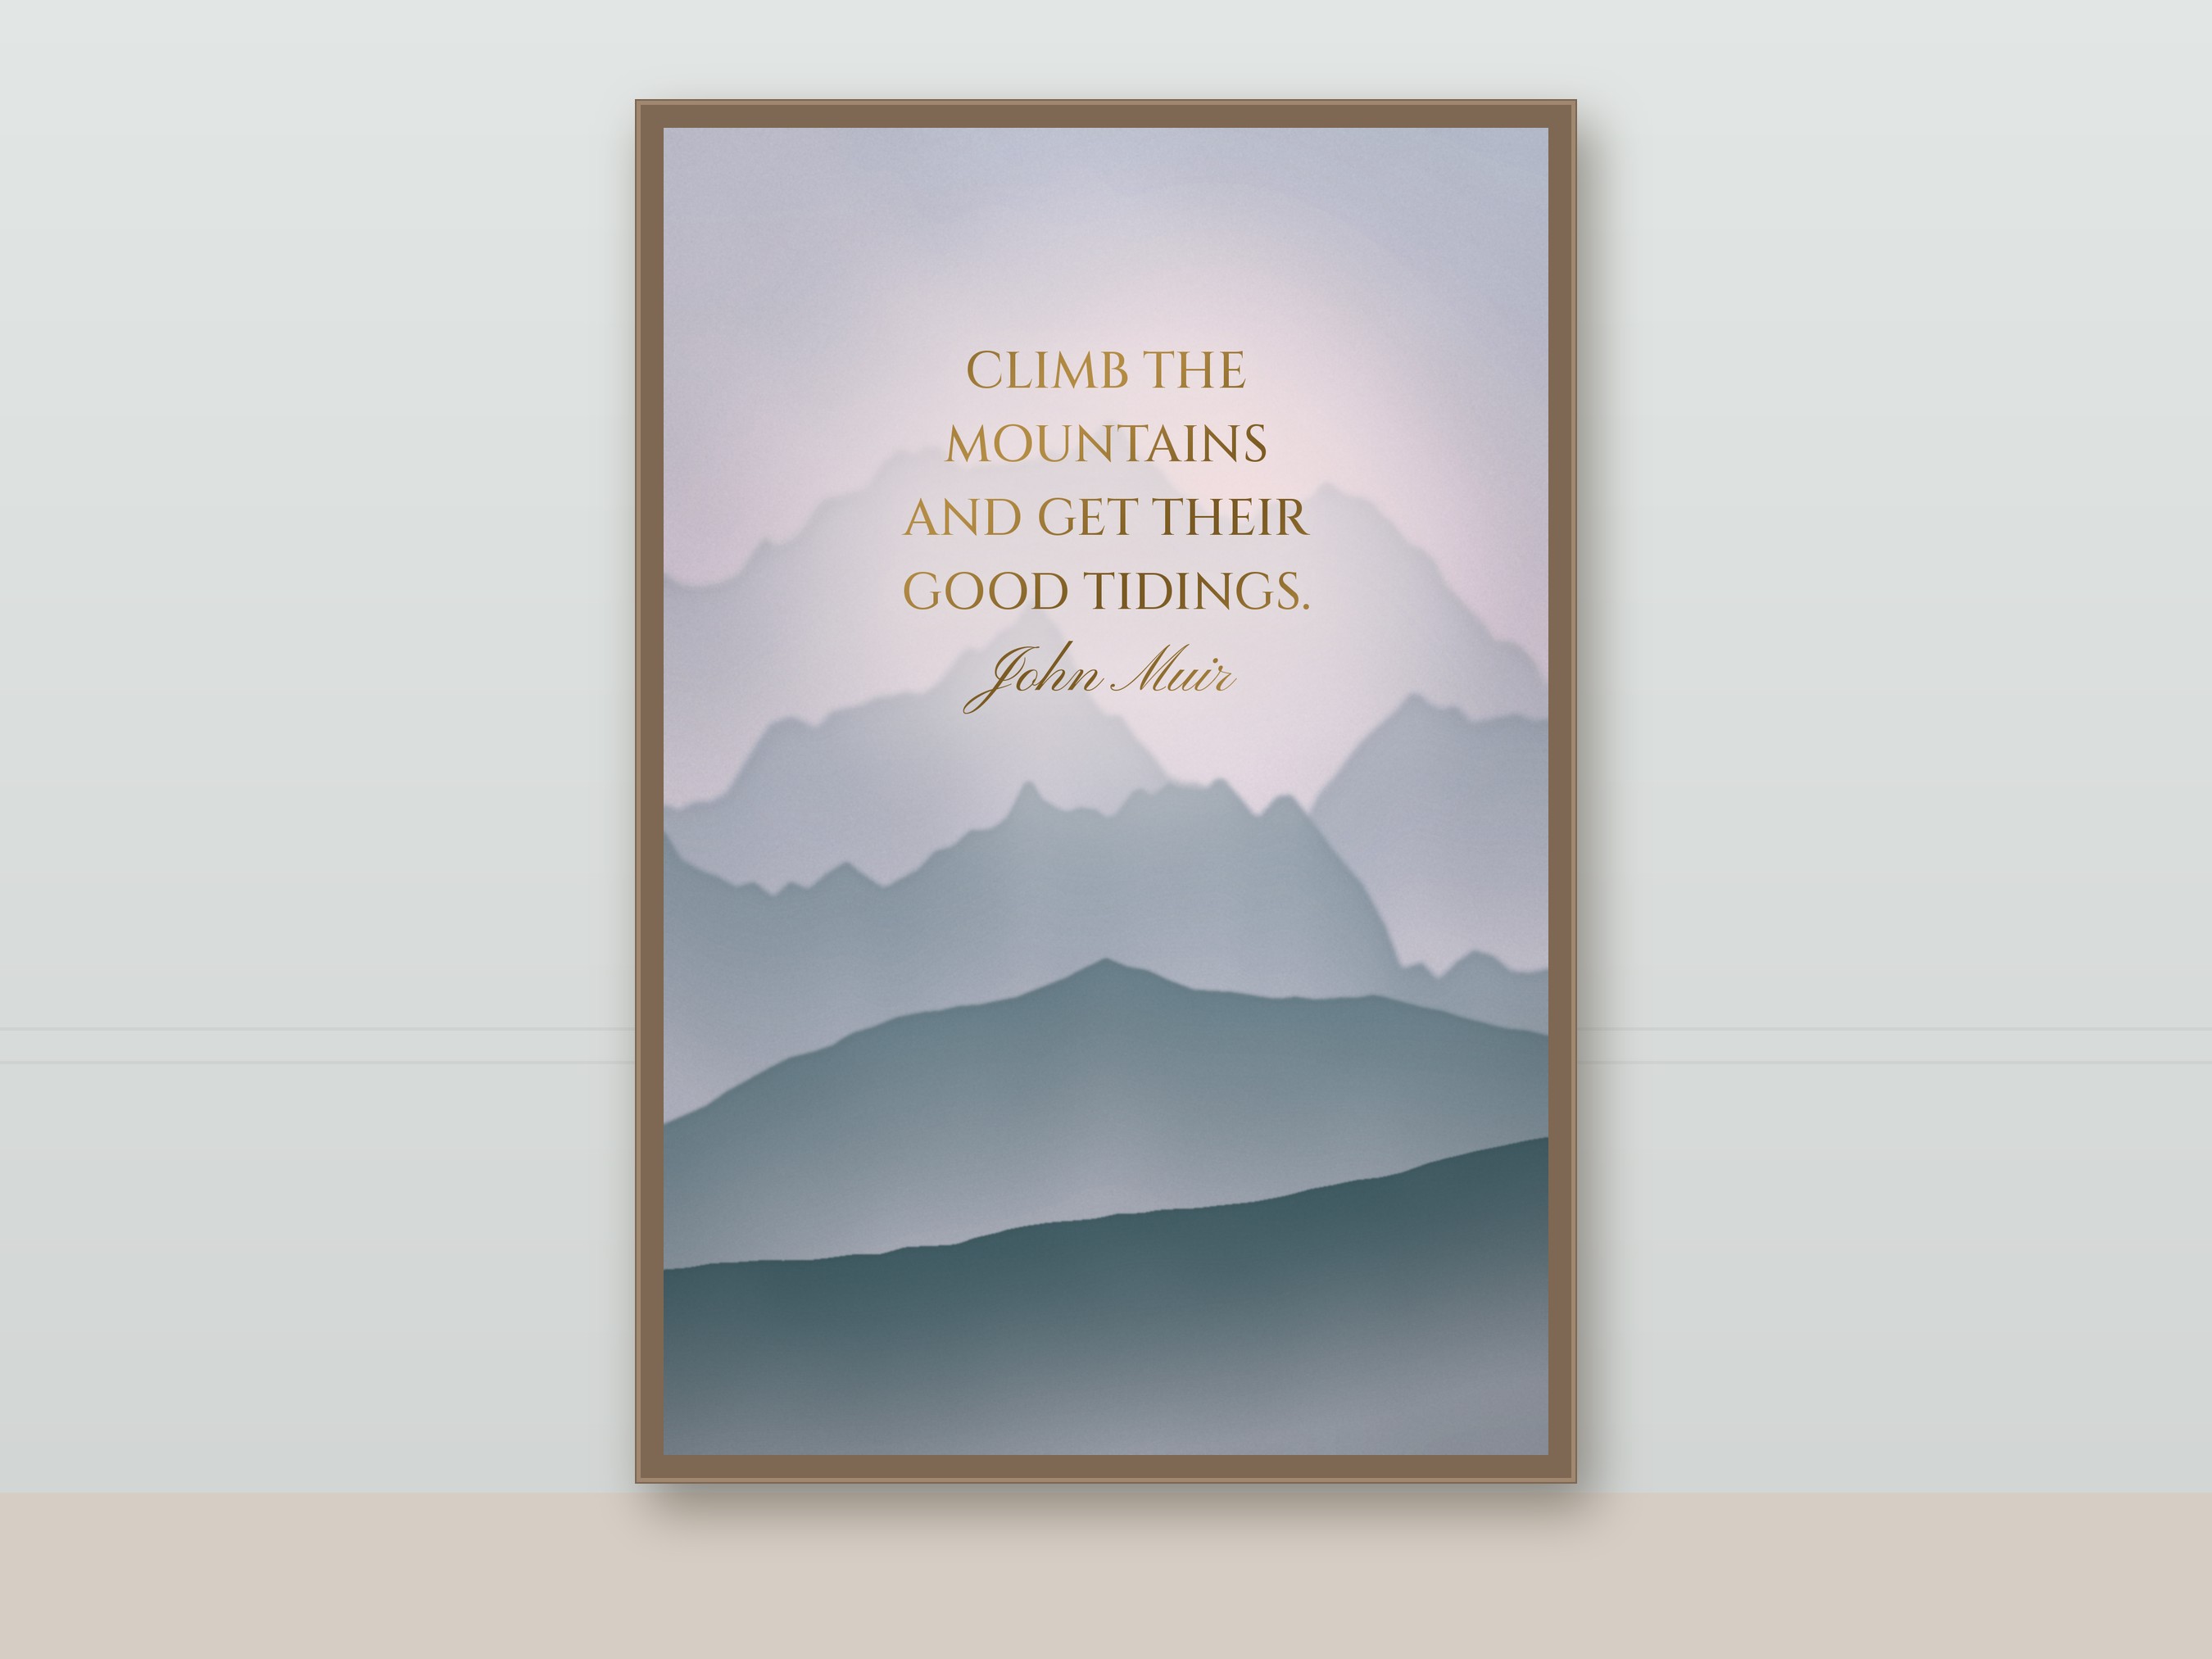 CLIMB THE
MOUNTAINS
AND GET THEIR
GOOD TIDINGS.
John Muir